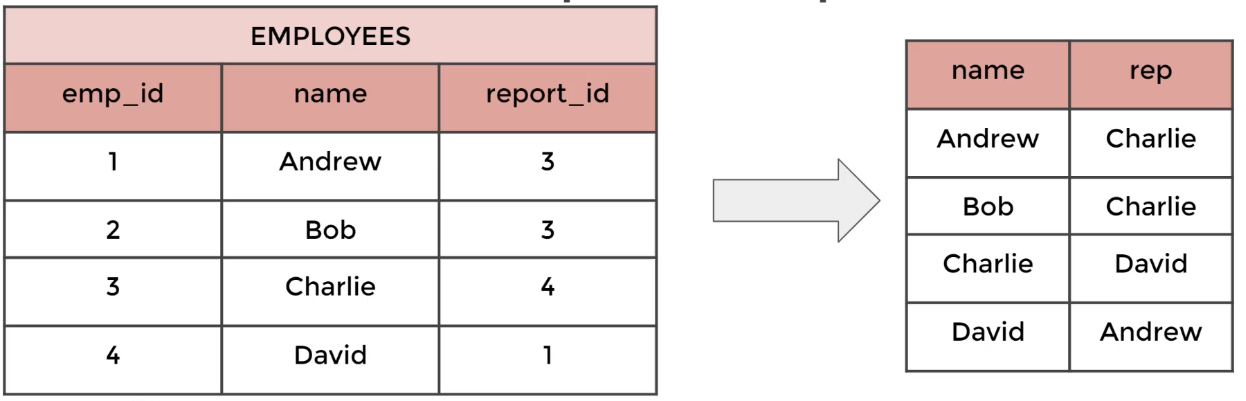 EMPLOYEES
emp_id name report_id
1 Andrew 3
2 Bob 3
3 Charlie 4
4 David 1
name rep
Andrew Charlie
Bob Charlie
Charlie David
David Andrew